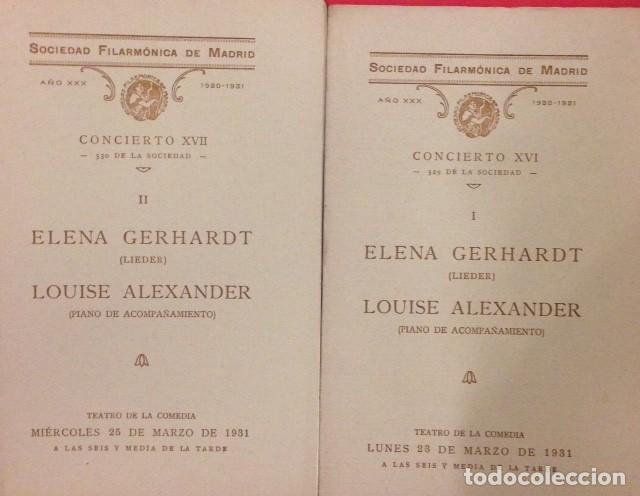 SOCIEDAD FILARMÓNICA DE MADRID
AÑO XXX 1930-1931
CONCIERTO XVII
— 330 DE LA SOCIEDAD —
II
ELENA GERHARDT
(LIEDER)
LOUISE ALEXANDER
(PIANO DE ACOMPAÑAMIENTO)
TEATRO DE LA COMEDIA
MIÉRCOLES 25 DE MARZO DE 1931
A LAS SEIS Y MEDIA DE LA TARDE
SOCIEDAD FILARMÓNICA DE MADRID
AÑO XXX 1930-1931
CONCIERTO XVI
— 329 DE LA SOCIEDAD —
I
ELENA GERHARDT
(LIEDER)
LOUISE ALEXANDER
(PIANO DE ACOMPAÑAMIENTO)
TEATRO DE LA COMEDIA
LUNES 23 DE MARZO DE 1931
A LAS SEIS Y MEDIA DE LA TARDE
todocoleccion.net